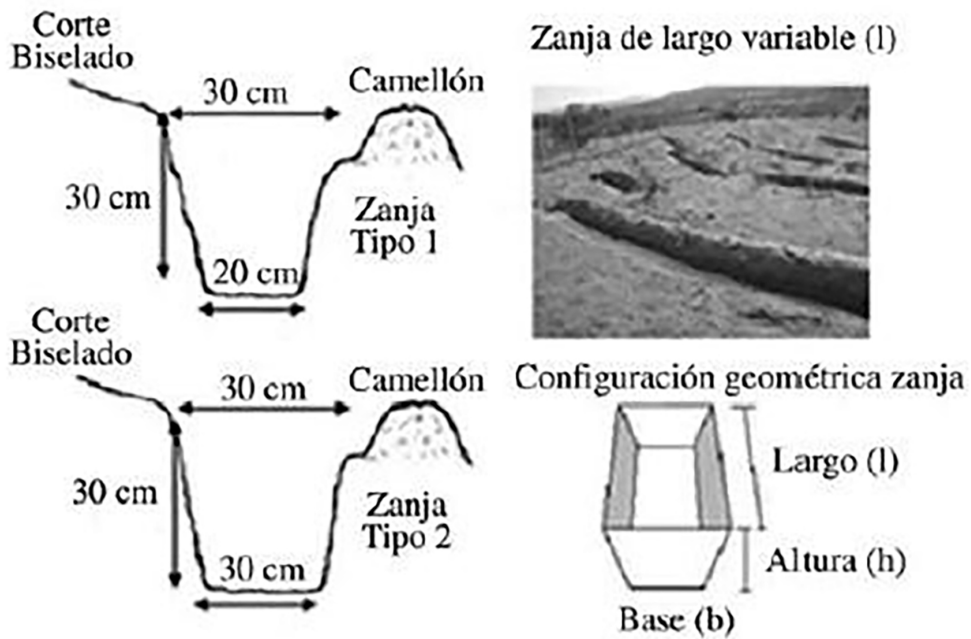 Corte
Biselado
30 cm
Camellón
30 cm
Zanja
Tipo 1
20 cm
Corte
Biselado
30 cm
Camellón
30 cm
Zanja
Tipo 2
30 cm
Zanja de largo variable (l)
Configuración geométrica zanja
Largo (l)
Altura (h)
Base (b)